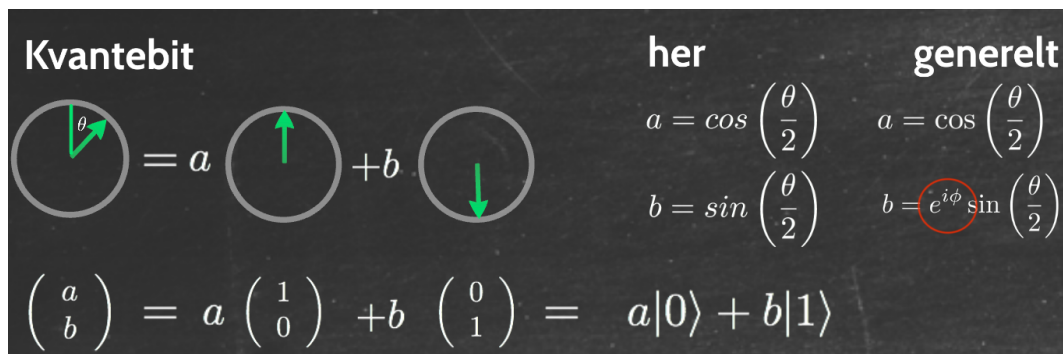 Kvantebit
her
generelt
θ
= a
+b
a = cos(θ/2)
a = cos(θ/2)
b = sin(θ/2)
b = e^{iϕ} sin(θ/2)
(a b) = a (1 0) +b (0 1) = a|0⟩ + b|1⟩